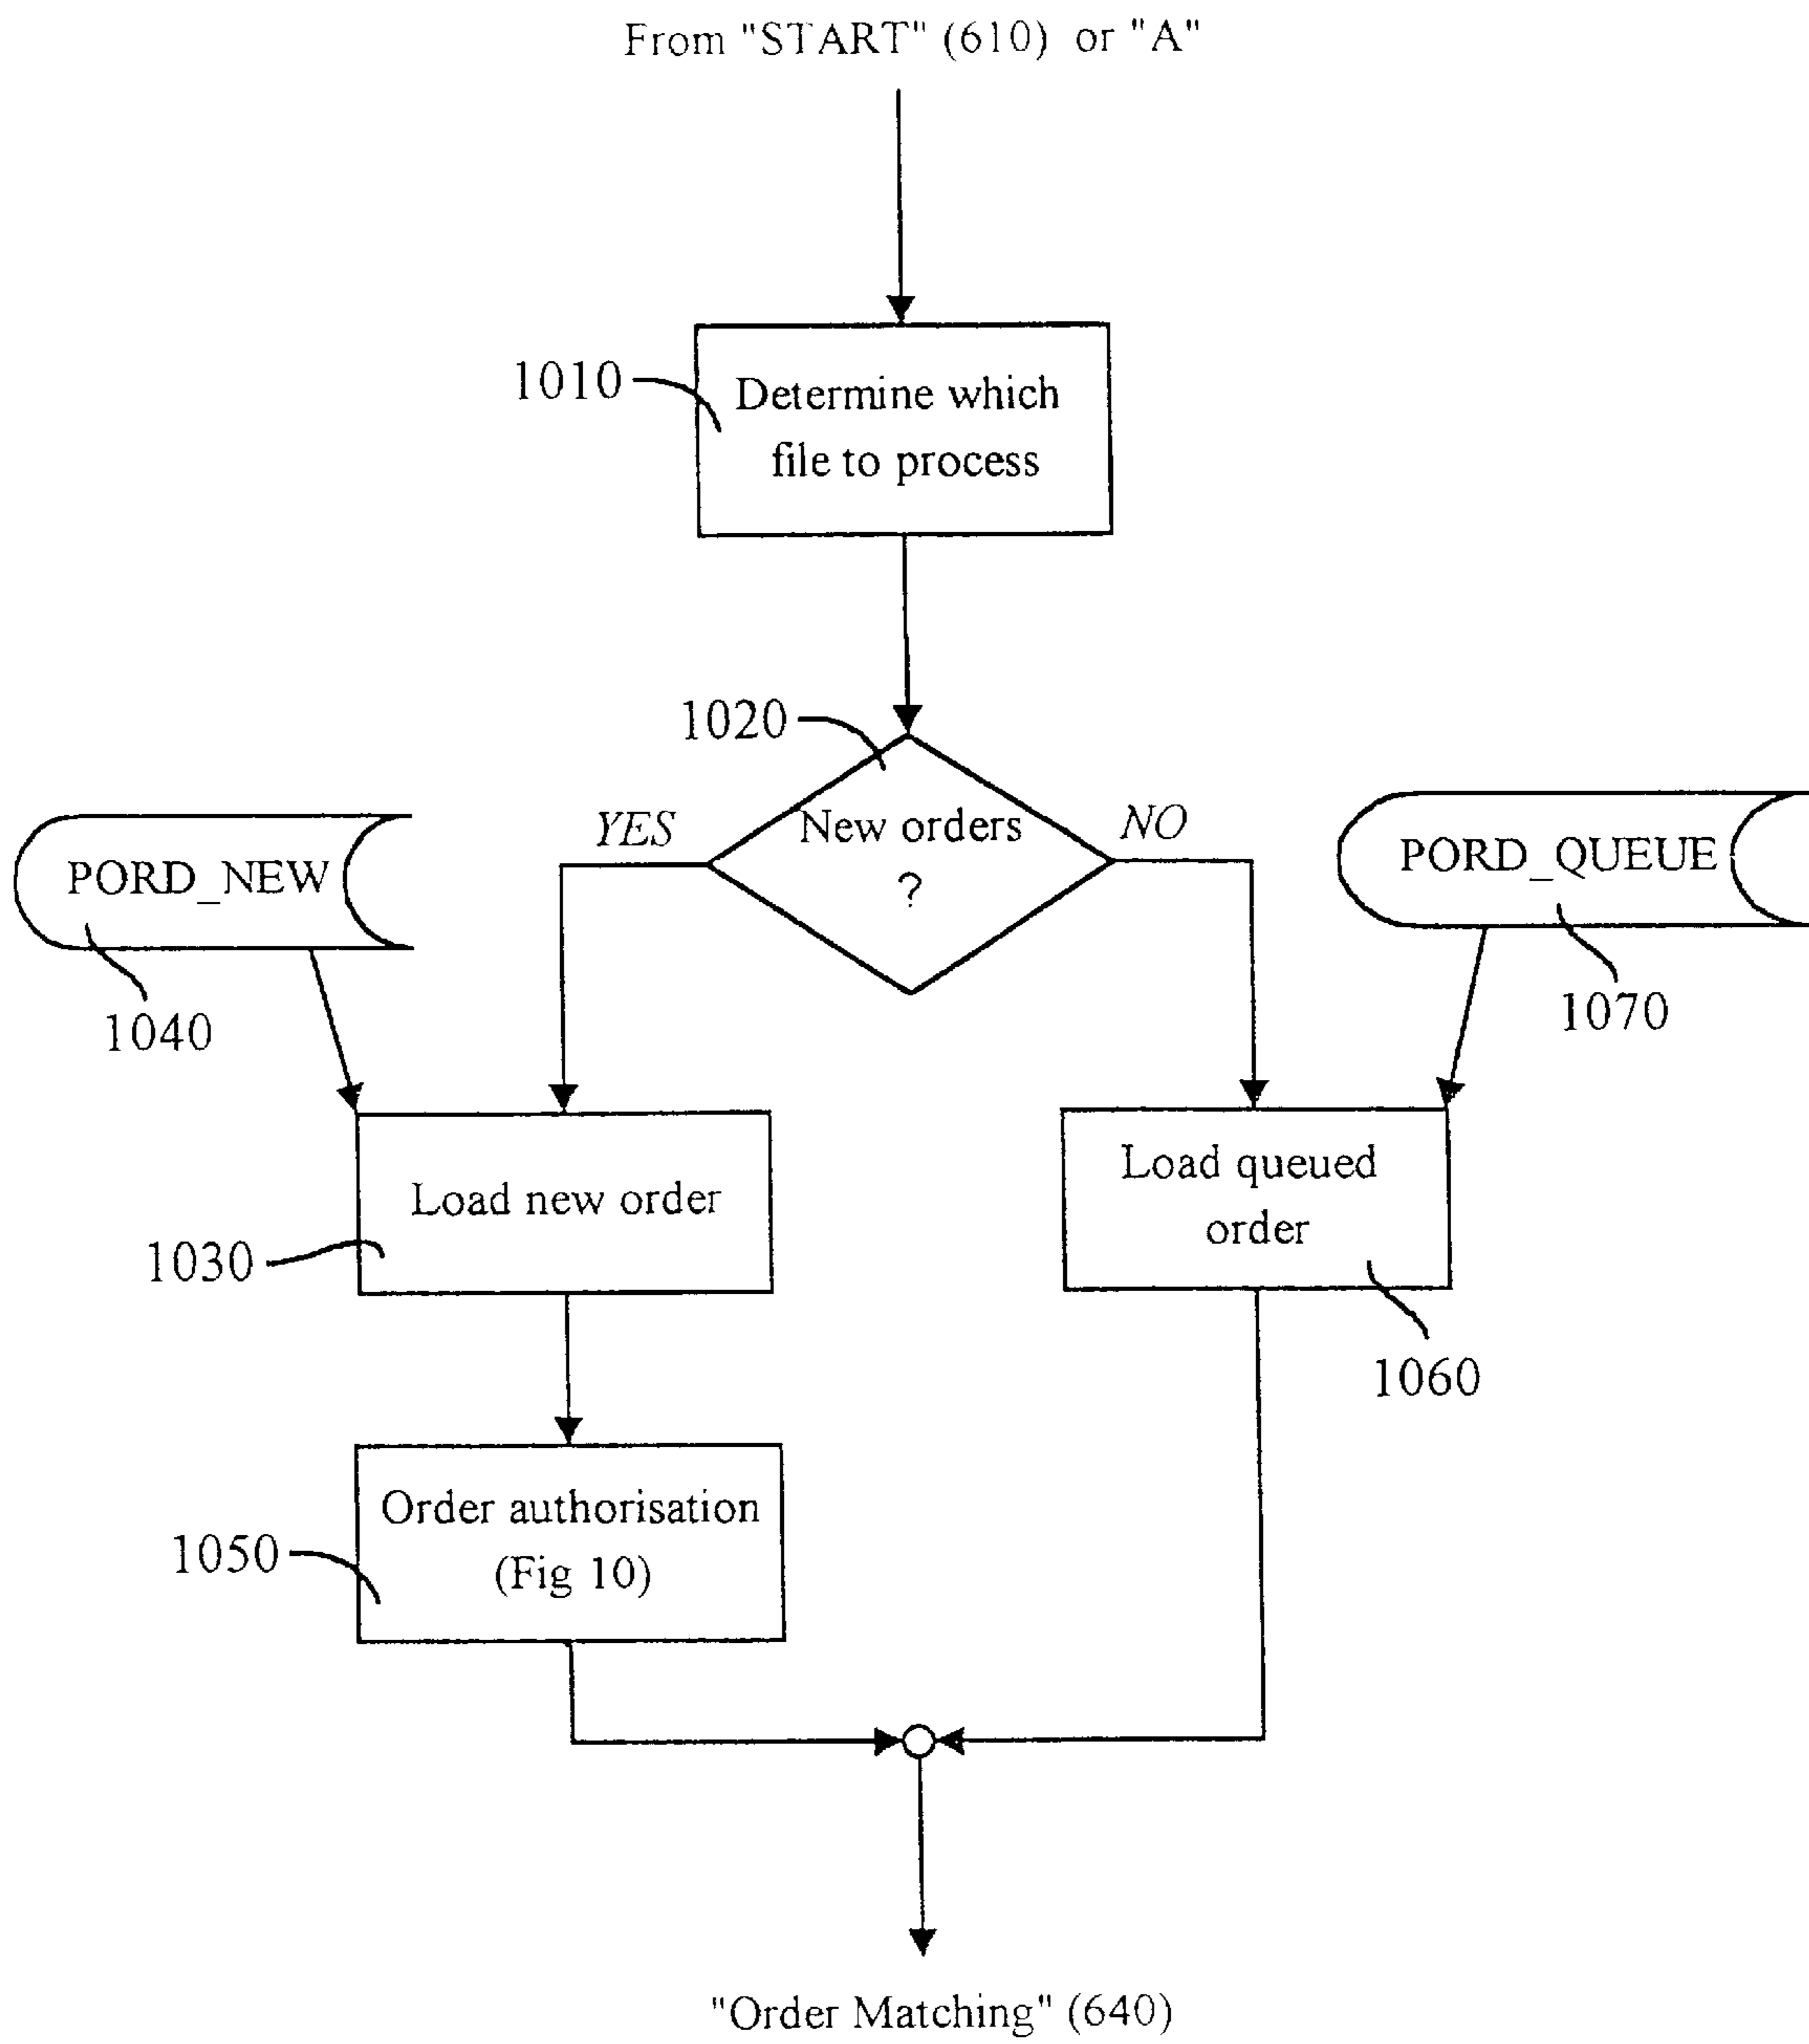 From "START" (610) or "A"
1010
Determine which
file to process
1020
YES
New orders
?
NO
PORD_NEW
PORD_QUEUE
1040
1070
Load new order
Load queued
order
1030
1060
Order authorisation
(Fig 10)
1050
"Order Matching" (640)